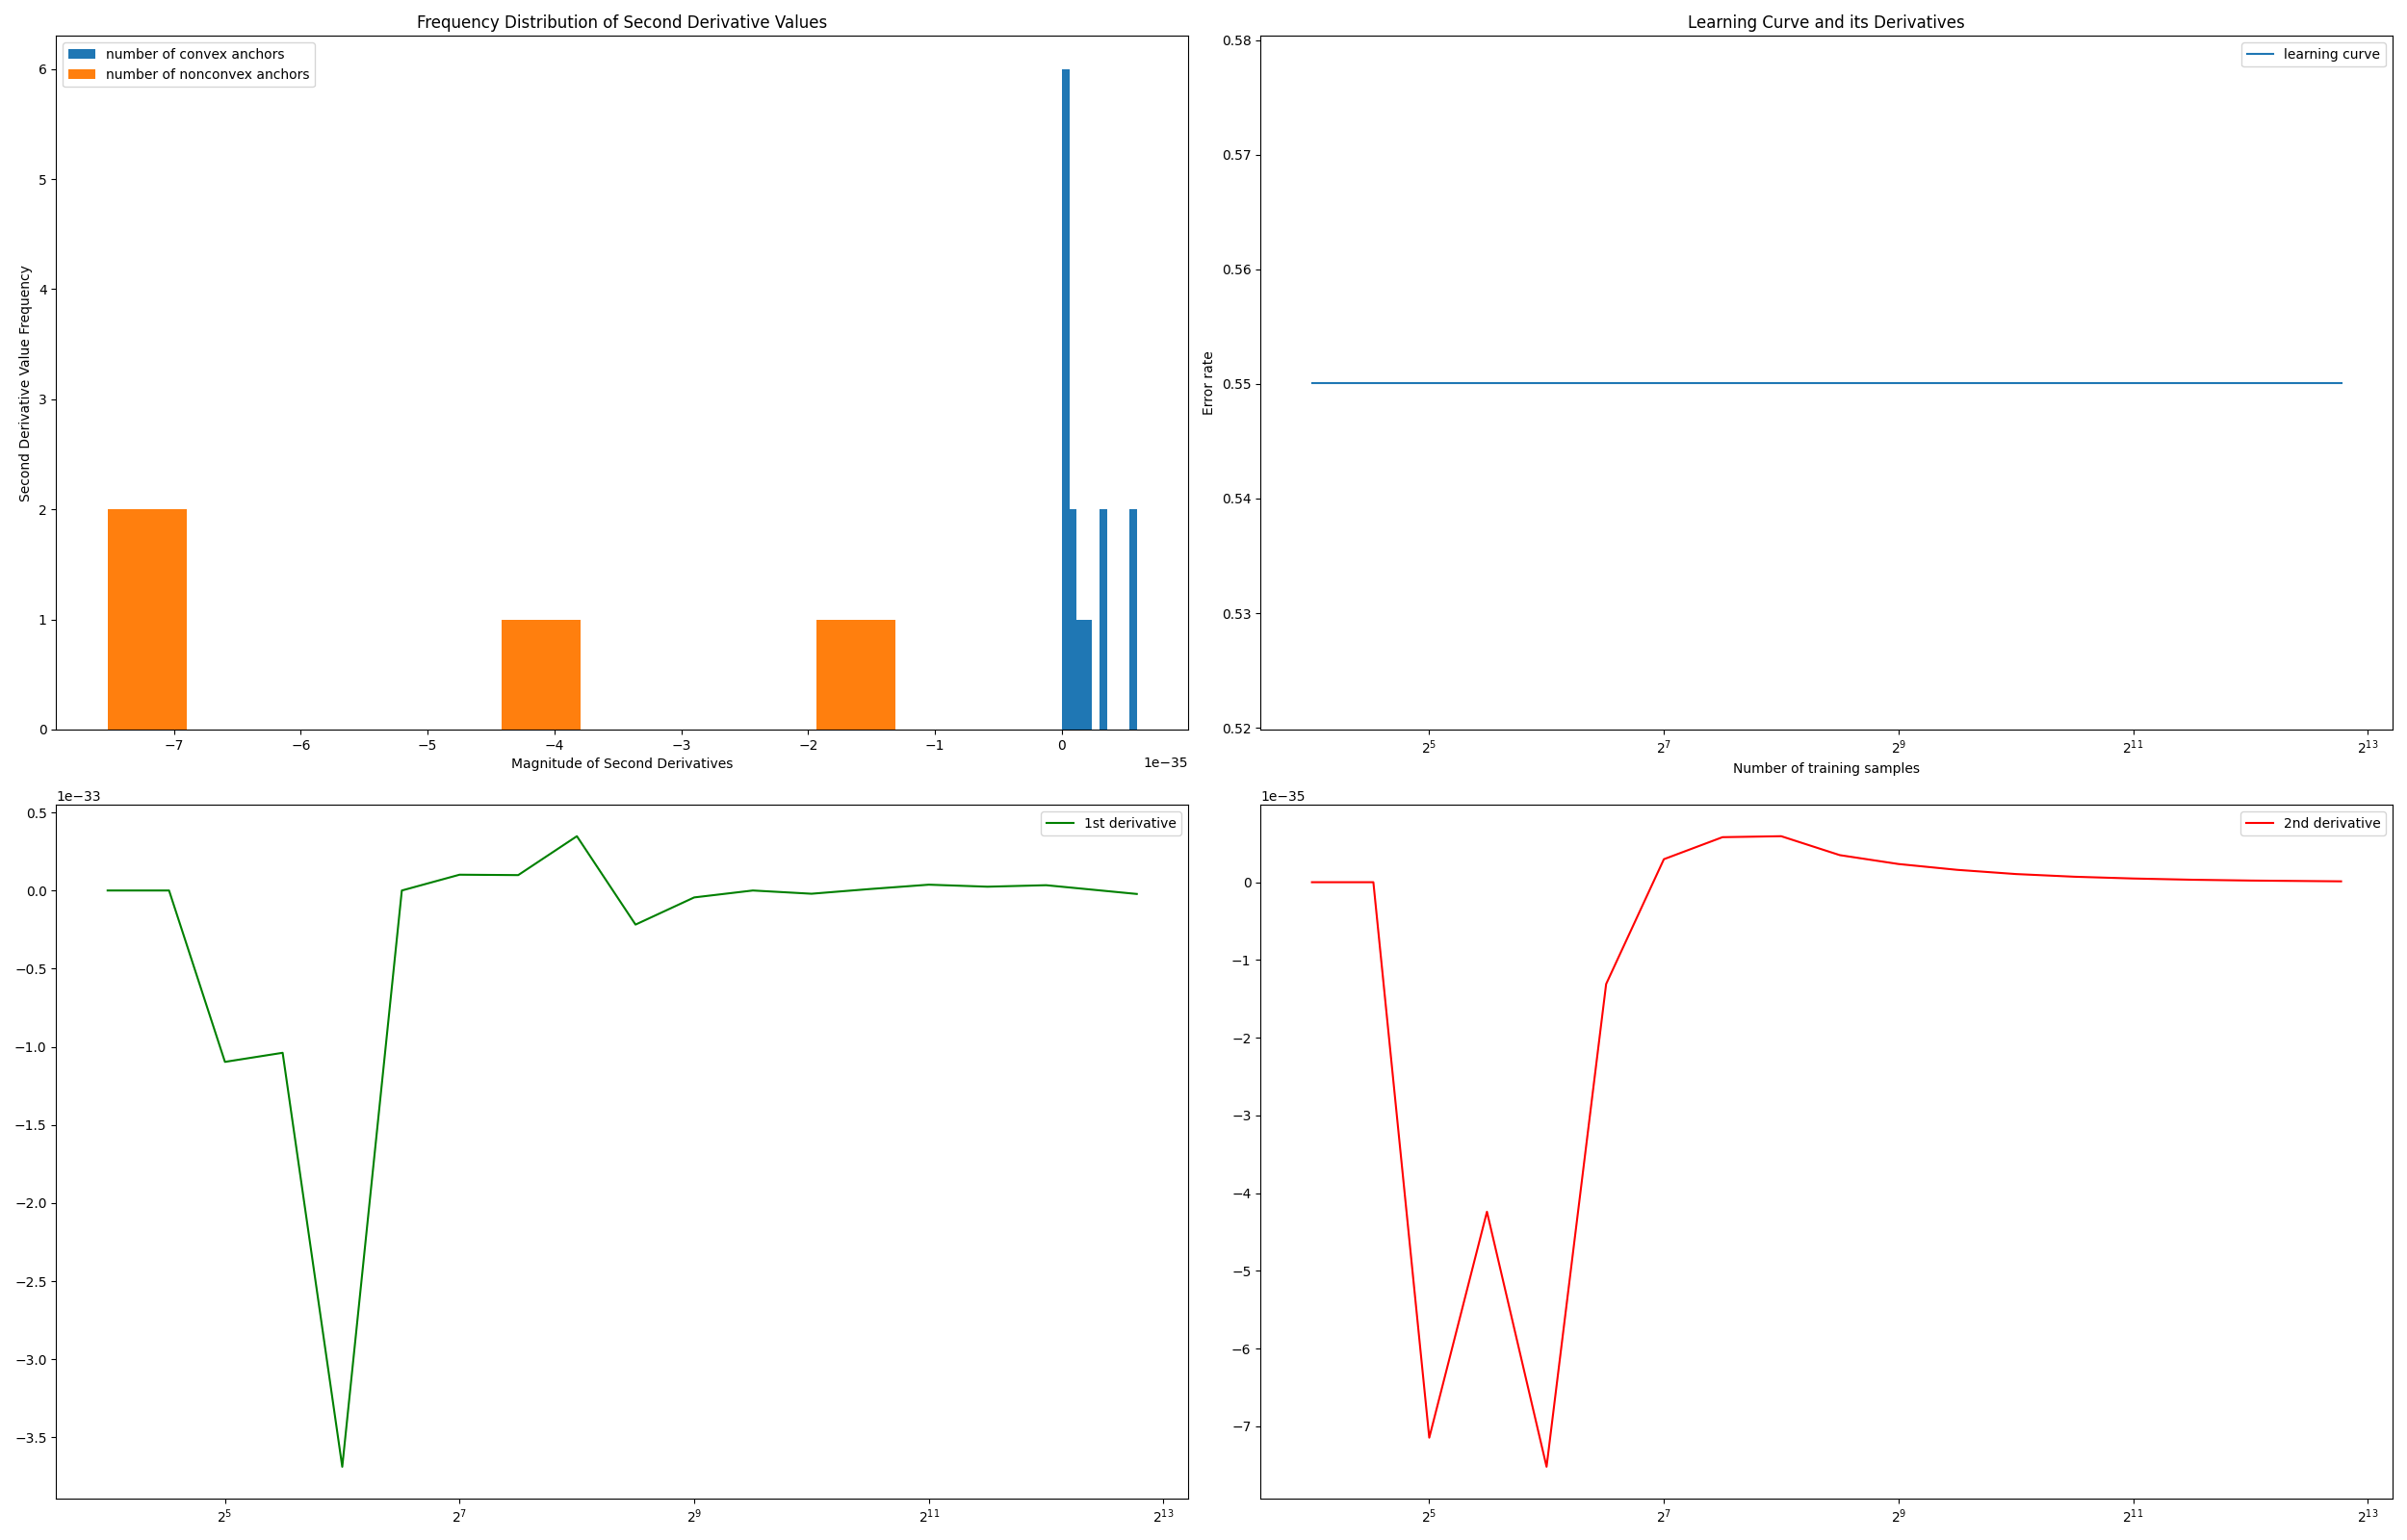 Frequency Distribution of Second Derivative Values
number of convex anchors
number of nonconvex anchors
6
5
4
3
2
1
0
Second Derivative Value Frequency
−7 −6 −5 −4 −3 −2 −1 0
1e−35
Magnitude of Second Derivatives
Learning Curve and its Derivatives
learning curve
0.58
0.57
0.56
0.55
0.54
0.53
0.52
Error rate
2^5 2^7 2^9 2^11 2^13
Number of training samples
1e−33
1st derivative
0.5
0.0
−0.5
−1.0
−1.5
−2.0
−2.5
−3.0
−3.5
2^5 2^7 2^9 2^11 2^13
1e−35
2nd derivative
0
−1
−2
−3
−4
−5
−6
−7
2^5 2^7 2^9 2^11 2^13